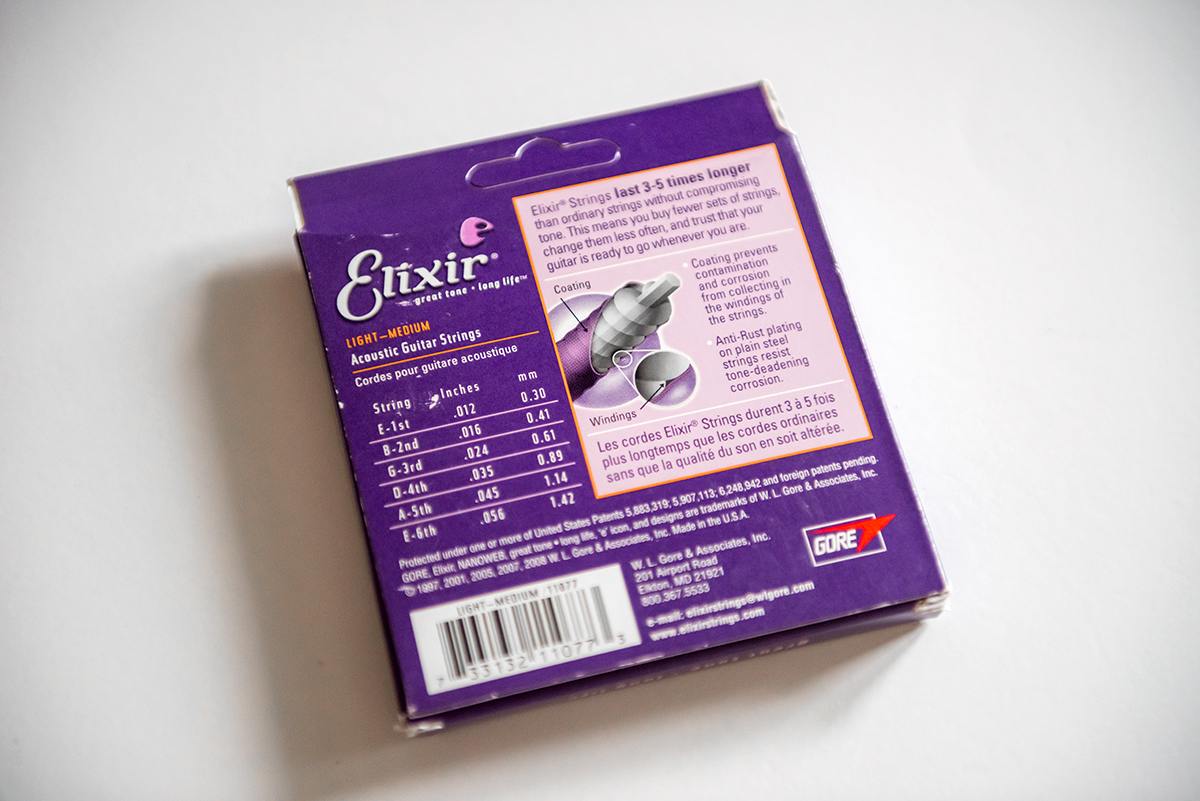 Elixir®
great tone • long life™
LIGHT–MEDIUM
Acoustic Guitar Strings
Cordes pour guitare acoustique
String Inches mm
E-1st .012 0.30
B-2nd .016 0.41
G-3rd .024 0.61
D-4th .035 0.89
A-5th .045 1.14
E-6th .056 1.42
Elixir® Strings last 3-5 times longer
than ordinary strings without compromising
tone. This means you buy fewer sets of strings,
change them less often, and trust that your
guitar is ready to go whenever you are.
Coating
Windings
• Coating prevents
contamination
and corrosion
from collecting in
the windings of
the strings.
• Anti-Rust plating
on plain steel
strings resist
tone-deadening
corrosion.
Les cordes Elixir® Strings durent 3 à 5 fois
plus longtemps que les cordes ordinaires
sans que la qualité du son en soit altérée.
Protected under one or more of United States Patents 5,883,319; 5,907,113; 6,248,942 and foreign patents pending.
GORE, Elixir, NANOWEB, great tone • long life, 'e' icon, and designs are trademarks of W. L. Gore & Associates, Inc.
© 1997, 2001, 2005, 2007, 2008 W. L. Gore & Associates, Inc. Made in the U.S.A.
LIGHT–MEDIUM 11077
7 33132 11077 3
W. L. Gore & Associates, Inc.
201 Airport Road
Elkton, MD 21921
800.367.5533
e-mail: elixirstrings@wlgore.com
www.elixirstrings.com
GORE